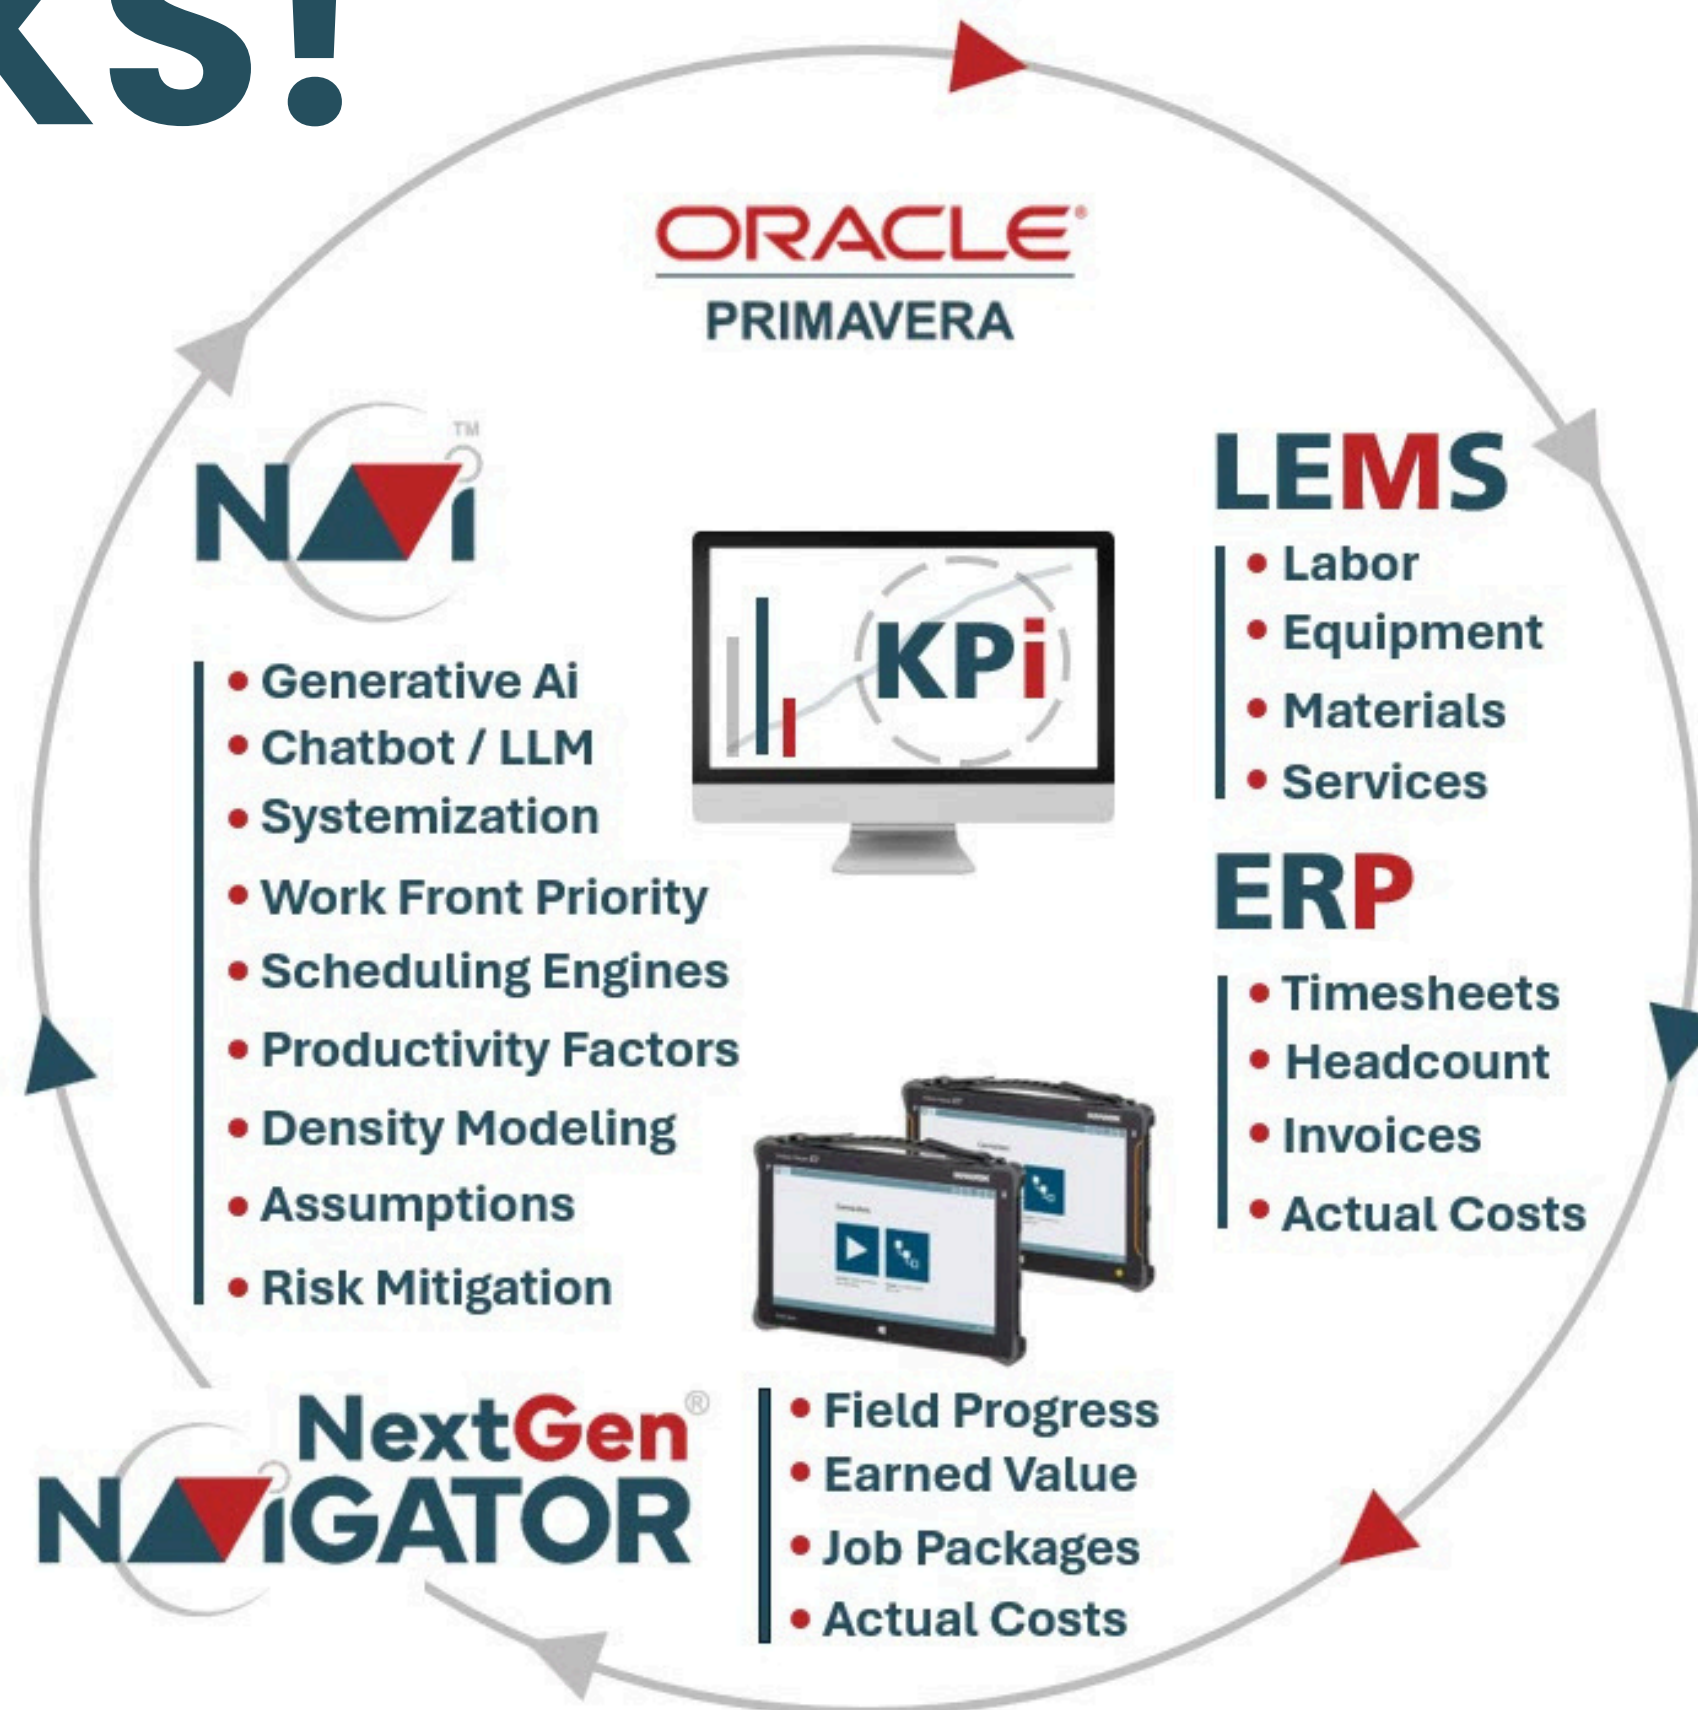 KS!
ORACLE®
PRIMAVERA
NAVi™
• Generative Ai
• Chatbot / LLM
• Systemization
• Work Front Priority
• Scheduling Engines
• Productivity Factors
• Density Modeling
• Assumptions
• Risk Mitigation
KPi
LEMS
• Labor
• Equipment
• Materials
• Services
ERP
• Timesheets
• Headcount
• Invoices
• Actual Costs
NextGen®
NAViGATOR
• Field Progress
• Earned Value
• Job Packages
• Actual Costs